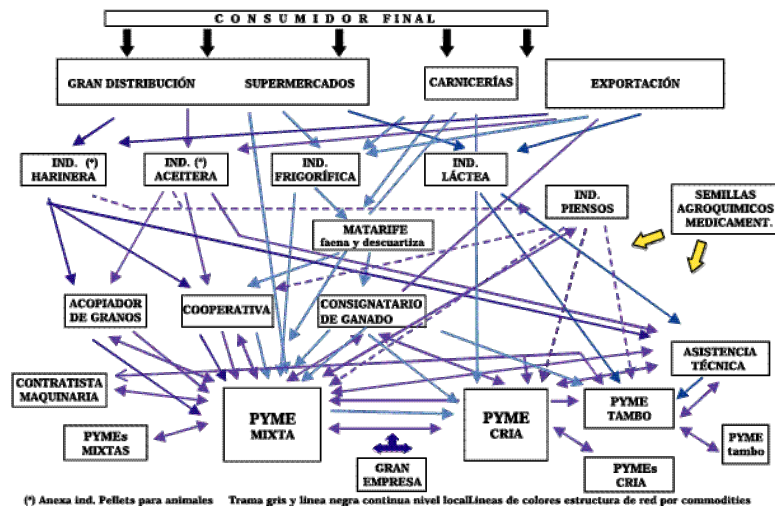 CONSUMIDOR FINAL
GRAN DISTRIBUCIÓN
SUPERMERCADOS
CARNICERÍAS
EXPORTACIÓN
IND. (*)
HARINERA
IND. (*)
ACEITERA
IND.
FRIGORÍFICA
IND.
LÁCTEA
IND.
PIENSOS
SEMILLAS
AGROQUIMICOS
MEDICAMENT.
MATARIFE
faena y descuartiza
ACOPIADOR
DE GRANOS
COOPERATIVA
CONSIGNATARIO
DE GANADO
ASISTENCIA
TÉCNICA
CONTRATISTA
MAQUINARIA
PYME
MIXTA
PYME
CRIA
PYME
TAMBO
PYMEs
MIXTAS
PYME
tambo
GRAN
EMPRESA
PYMEs
CRIA
(*) Anexa ind. Pellets para animales Trama gris y línea negra continua nivel localLíneas de colores estructura de red por commodities